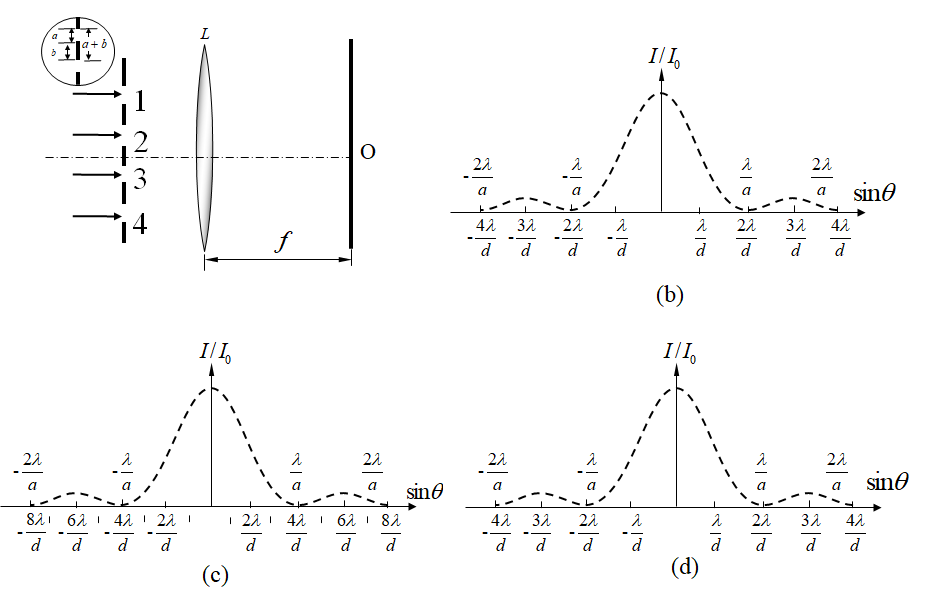 a
b
a + b
L
1
2
3
4
O
f
I / I₀
-2λ/a
-λ/a
λ/a
2λ/a
sinθ
-4λ/d
-3λ/d
-2λ/d
-λ/d
λ/d
2λ/d
3λ/d
4λ/d
(b)
I / I₀
-2λ/a
-λ/a
λ/a
2λ/a
sinθ
-8λ/d
-6λ/d
-4λ/d
-2λ/d
2λ/d
4λ/d
6λ/d
8λ/d
(c)
I / I₀
-2λ/a
-λ/a
λ/a
2λ/a
sinθ
-4λ/d
-3λ/d
-2λ/d
-λ/d
λ/d
2λ/d
3λ/d
4λ/d
(d)